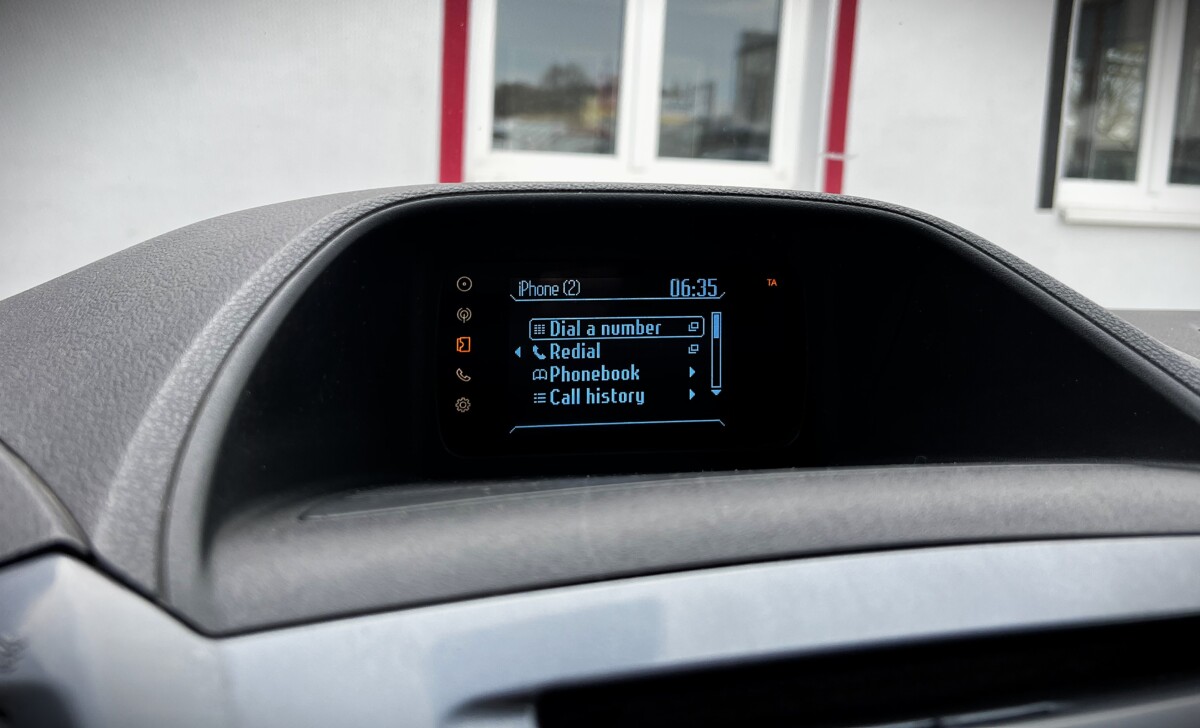 iPhone (2) 06:35 TA
Dial a number
Redial
Phonebook
Call history